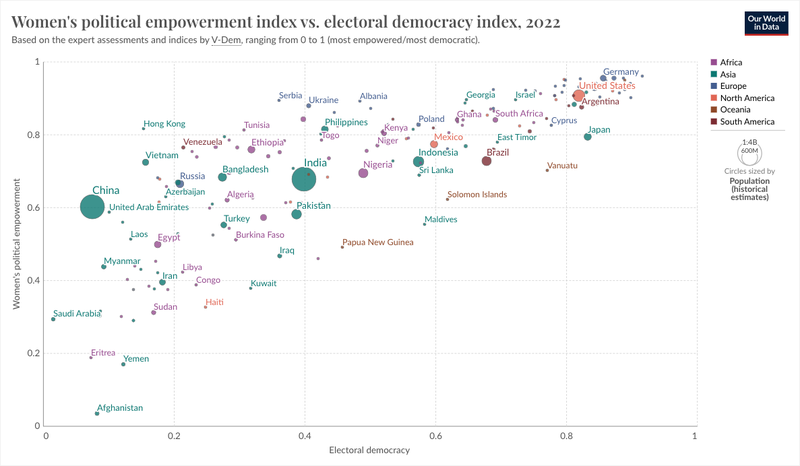 Women's political empowerment index vs. electoral democracy index, 2022
Based on the expert assessments and indices by V-Dem, ranging from 0 to 1 (most empowered/most democratic).
Our World
in Data
Women's political empowerment
1
0.8
0.6
0.4
0.2
0
0
0.2
0.4
0.6
0.8
1
Electoral democracy
Germany
United States
Argentina
Serbia
Ukraine
Albania
Georgia
Israel
Hong Kong
Tunisia
Philippines
Togo
Kenya
Niger
Poland
Ghana
South Africa
Cyprus
Japan
Venezuela
Ethiopia
Mexico
East Timor
Vietnam
Bangladesh
India
Nigeria
Indonesia
Sri Lanka
Brazil
Vanuatu
Russia
Azerbaijan
China
United Arab Emirates
Algeria
Pakistan
Solomon Islands
Turkey
Maldives
Laos
Egypt
Burkina Faso
Papua New Guinea
Iraq
Myanmar
Libya
Iran
Congo
Kuwait
Saudi Arabia
Sudan
Haiti
Eritrea
Yemen
Afghanistan
Africa
Asia
Europe
North America
Oceania
South America
1:4B
600M
Circles sized by
Population
(historical
estimates)